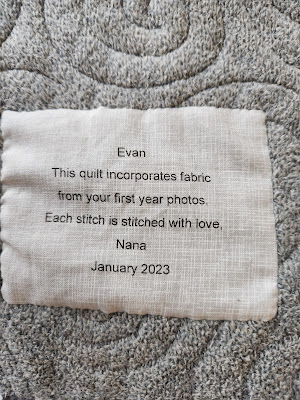 Evan
This quilt incorporates fabric
from your first year photos.
Each stitch is stitched with love,
Nana
January 2023